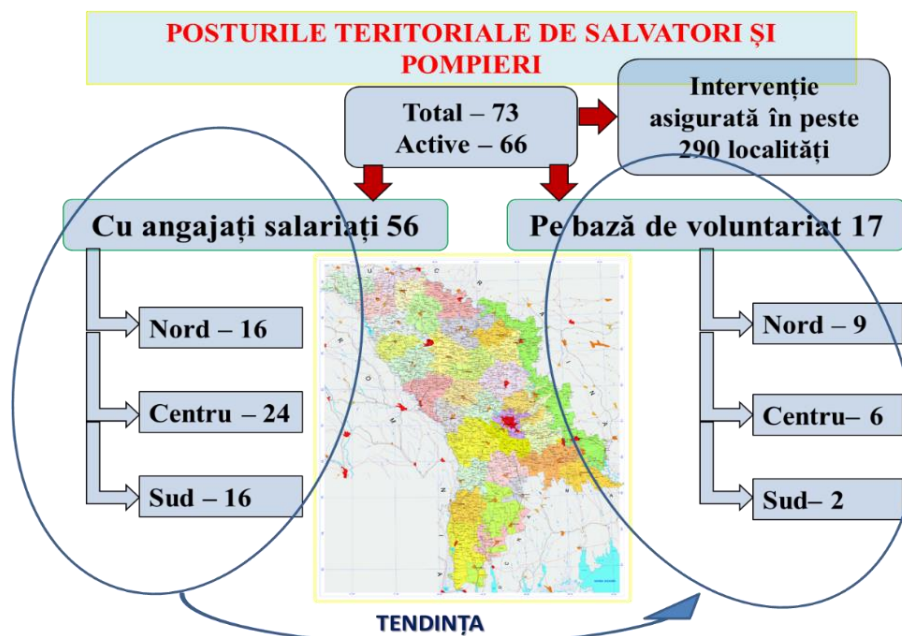 POSTURILE TERITORIALE DE SALVATORI ȘI
POMPIERI
Total – 73
Active – 66
Intervenție
asigurată în peste
290 localități
Cu angajați salariați 56
Pe bază de voluntariat 17
Nord – 16
Centru – 24
Sud – 16
Nord – 9
Centru– 6
Sud– 2
TENDINȚA